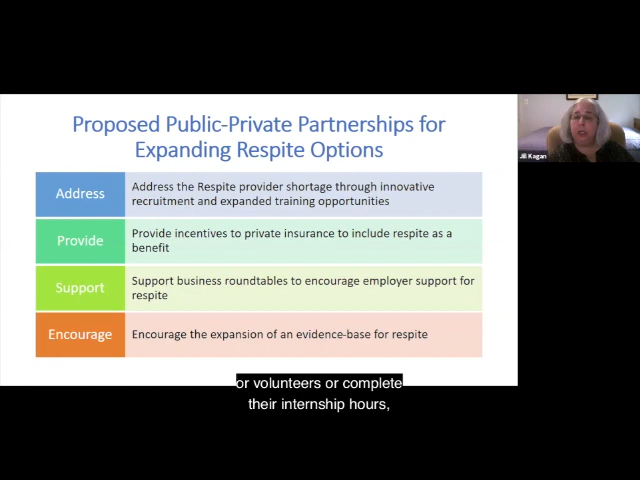 Proposed Public-Private Partnerships for
Expanding Respite Options
Address
Address the Respite provider shortage through innovative
recruitment and expanded training opportunities
Provide
Provide incentives to private insurance to include respite as a
benefit
Support
Support business roundtables to encourage employer support for
respite
Encourage
Encourage the expansion of an evidence-base for respite
Jill Kagan
or volunteers or complete
their internship hours,